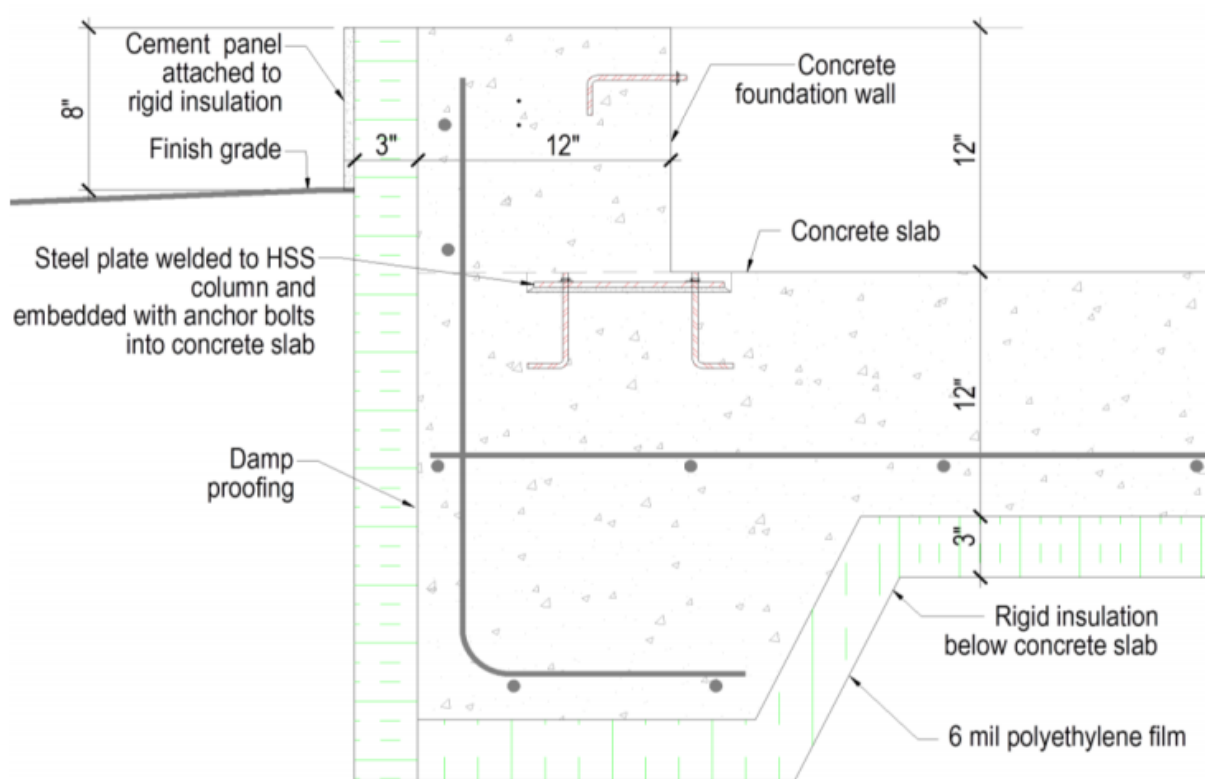 Cement panel
attached to
rigid insulation
8"
Finish grade
3"
12"
Concrete
foundation wall
12"
Concrete slab
Steel plate welded to HSS
column and
embedded with anchor bolts
into concrete slab
12"
Damp
proofing
3"
Rigid insulation
below concrete slab
6 mil polyethylene film